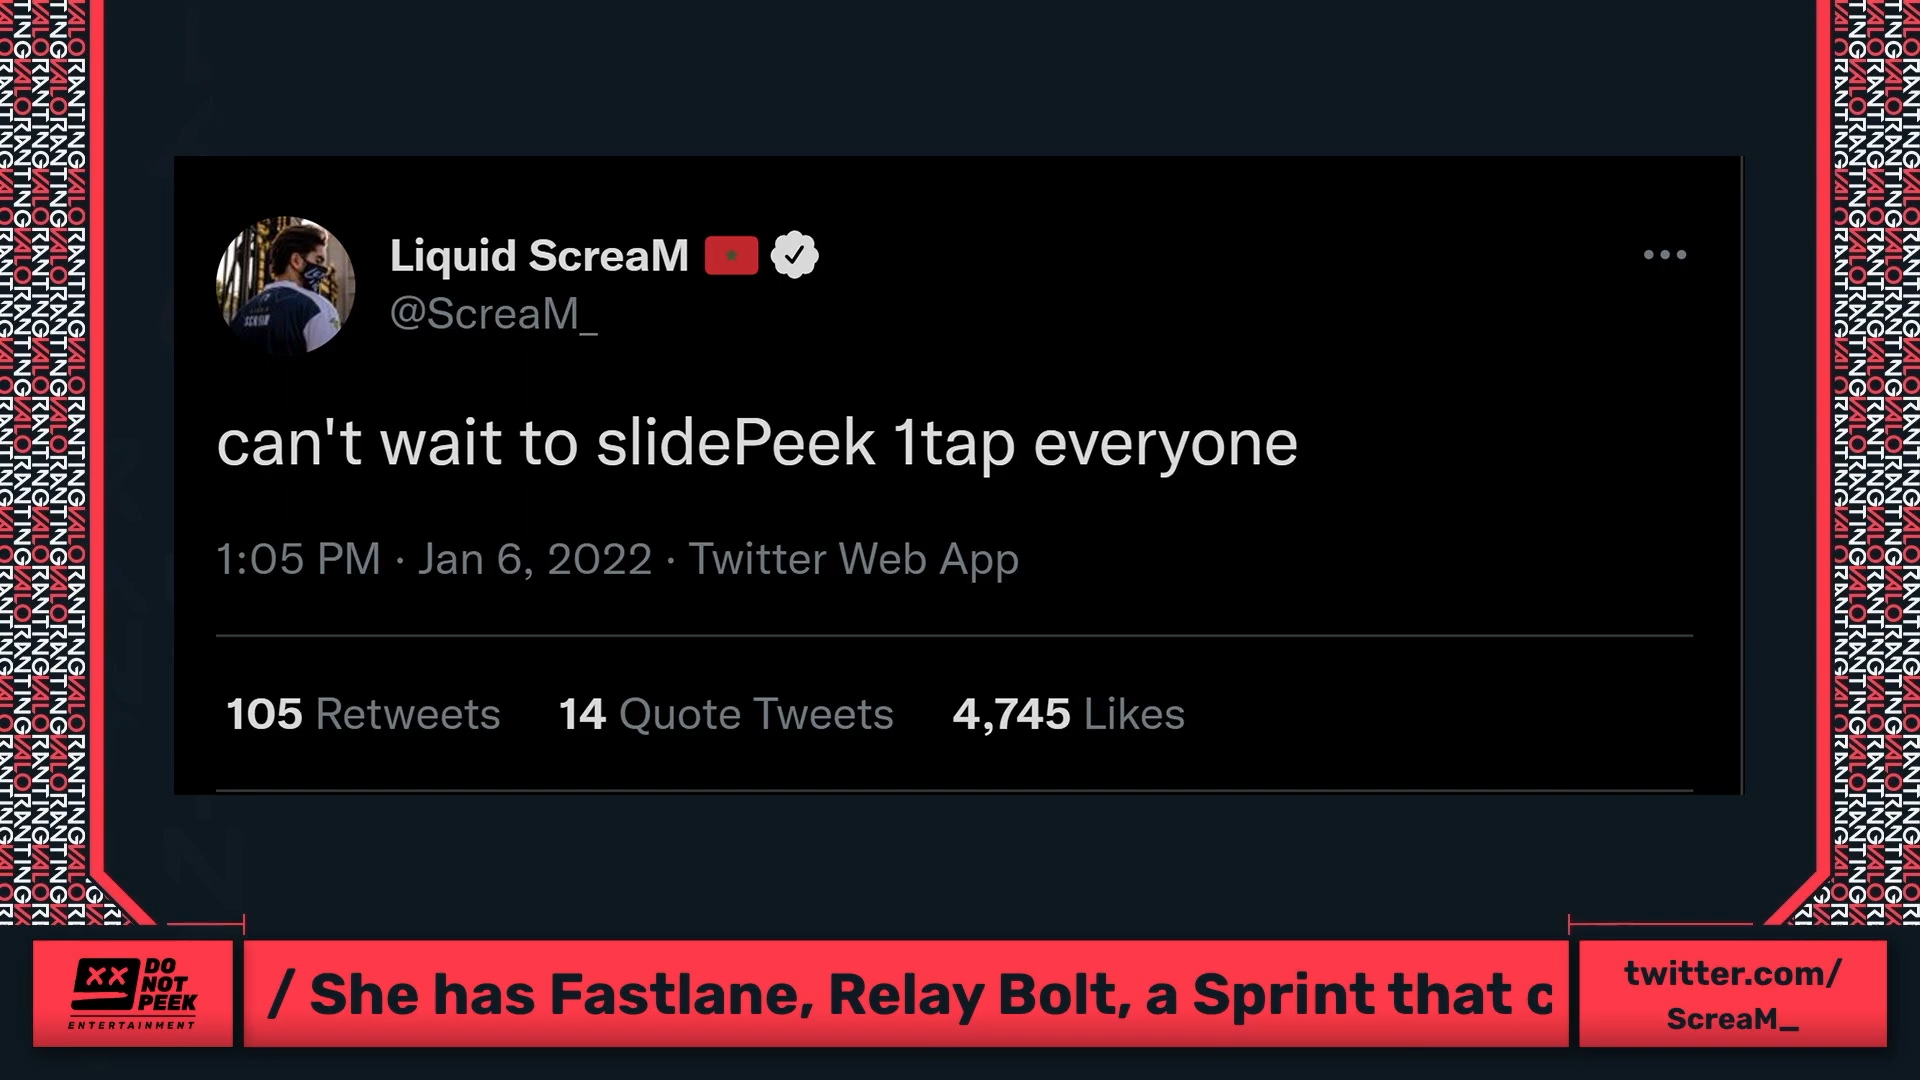 Liquid ScreaM
@ScreaM_
can't wait to slidePeek 1tap everyone
1:05 PM · Jan 6, 2022 · Twitter Web App
105 Retweets 14 Quote Tweets 4,745 Likes
DO
NOT
PEEK
ENTERTAINMENT
/ She has Fastlane, Relay Bolt, a Sprint that c
twitter.com/
ScreaM_
VALORANTING